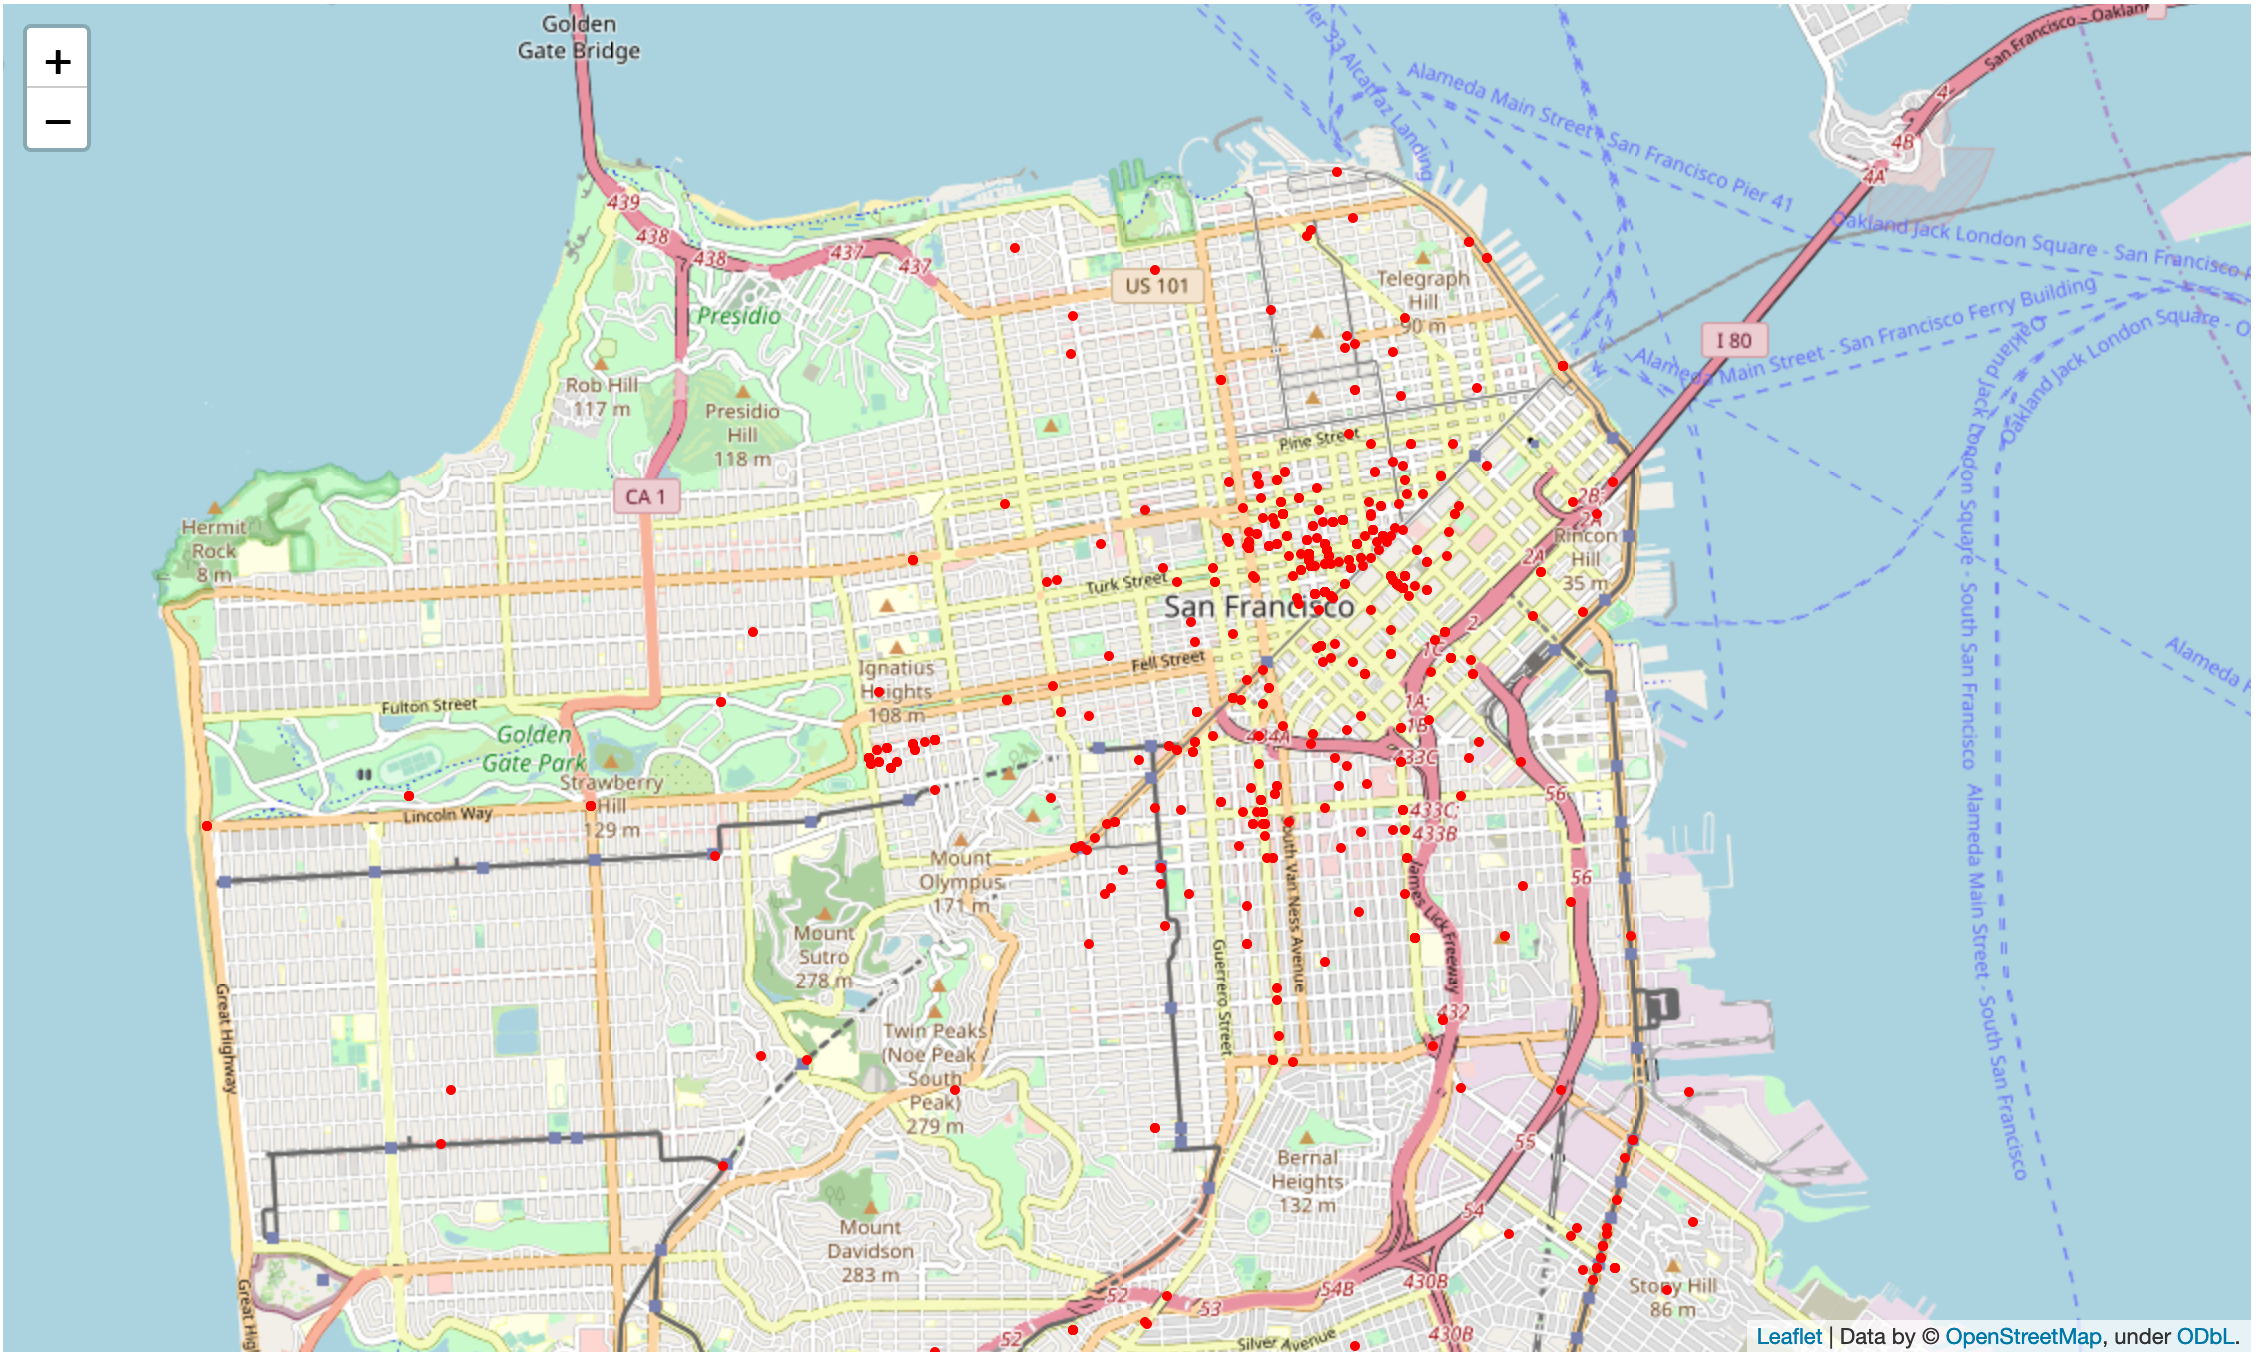 Golden
Gate Bridge
+
−
Pier 33 Alcatraz Landing
Alameda Main Street - San Francisco Pier 41
San Francisco - Oakland
4
4B
4A
439
438
438
437
437
Oakland Jack London Square - San Francisco
US 101
Telegraph
Hill
90 m
Presidio
I 80
Alameda Main Street - San Francisco Ferry Building
Oakland Jack London Square
Rob Hill
117 m
Presidio
Hill
118 m
Pine Street
CA 1
Hermit
Rock
8 m
2B;
2A
Rincon
Hill
35 m
2A
Turk Street
San Francisco
2
1C
Fell Street
Ignatius
Heights
108 m
Fulton Street
1A;
1B
434A
433C
Golden
Gate Park
Strawberry
Hill
129 m
Lincoln Way
56
433C;
433B
South Van Ness Avenue
Mount
Olympus
171 m
56
James Lick Freeway
Mount
Sutro
278 m
Guerrero Street
Great Highway
432
Twin Peaks
(Noe Peak
South
Peak)
279 m
Oakland Jack London Square - South San Francisco
Alameda Main Street - South San Francisco
Alameda
55
Bernal
Heights
132 m
54
Mount
Davidson
283 m
Great Hig
52
53
54B
430B
Stony Hill
86 m
52
Silver Avenue
430B
Leaflet | Data by © OpenStreetMap, under ODbL.